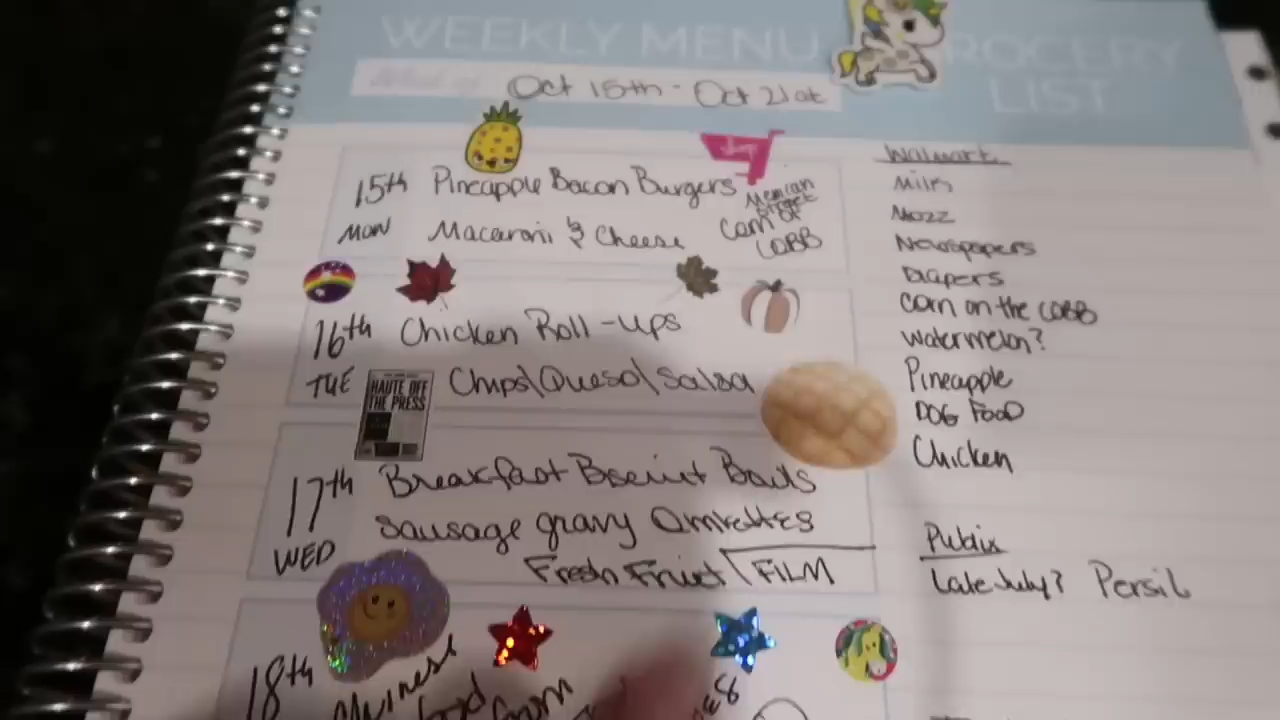 WEEKLY MENU
GROCERY
LIST
Oct 15th - Oct 21st
shop
15th Pineapple Bacon Burgers
Mexican
Street
Corn of
COBB
MON Macaroni & Cheese
16th Chicken Roll-ups
TUE Chips\Queso\Salsa
HAUTE OFF
THE PRESS
17th Breakfast Bowls
WED sausage gravy
Fresh Fruit FILM
18th
Walmart
Milk
Mozz
Newspapers
Diapers
Corn on the COBB
Watermelon?
Pineapple
DOG FOOD
Chicken
Publix
Late July? Persil